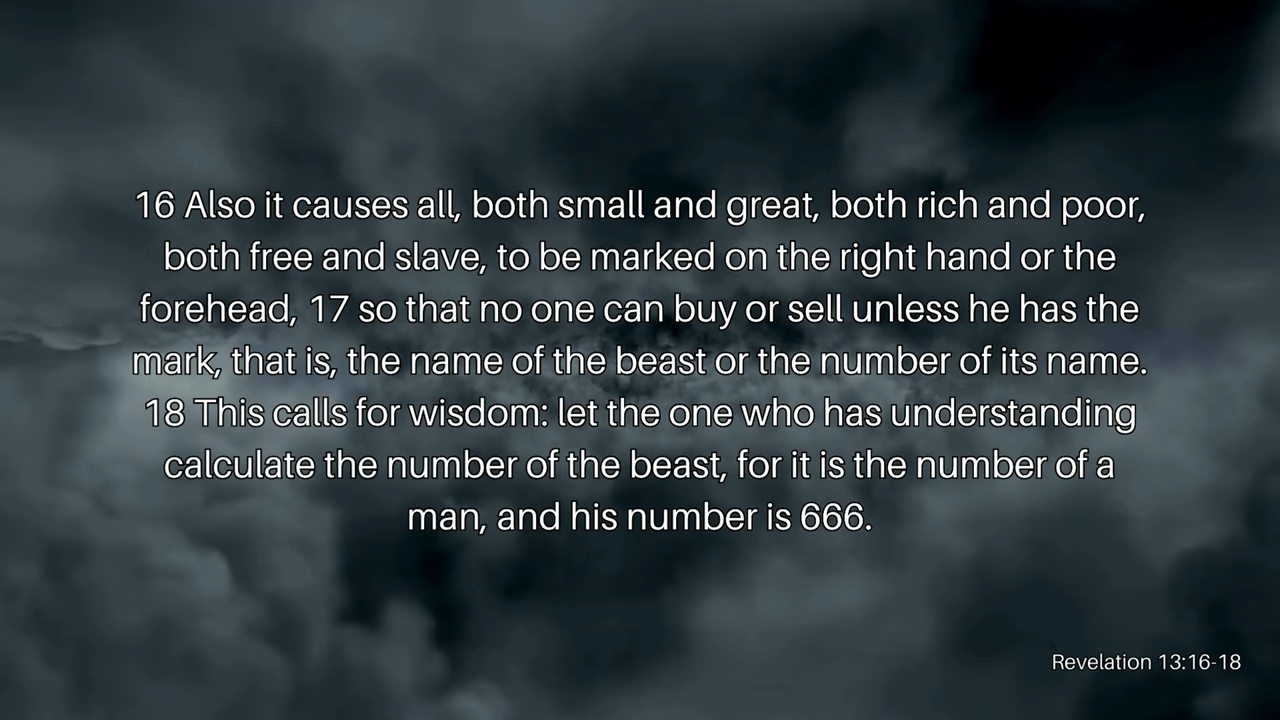 16 Also it causes all, both small and great, both rich and poor,
both free and slave, to be marked on the right hand or the
forehead, 17 so that no one can buy or sell unless he has the
mark, that is, the name of the beast or the number of its name.
18 This calls for wisdom: let the one who has understanding
calculate the number of the beast, for it is the number of a
man, and his number is 666.
Revelation 13:16-18